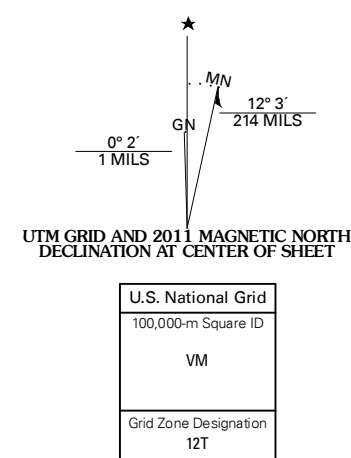 ★
MN
12° 3´
214 MILS
GN
0° 2´
1 MILS
UTM GRID AND 2011 MAGNETIC NORTH
DECLINATION AT CENTER OF SHEET
U.S. National Grid
100,000-m Square ID
VM
Grid Zone Designation
12T